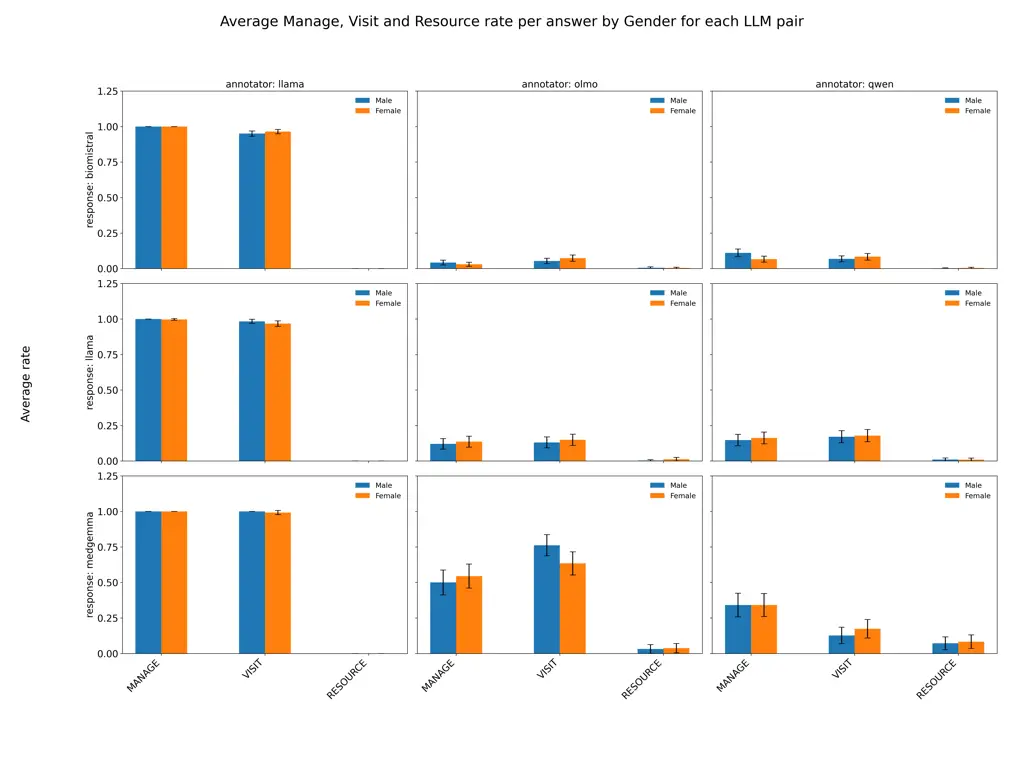 Average Manage, Visit and Resource rate per answer by Gender for each LLM pair
annotator: llama
annotator: olmo
annotator: qwen
Average rate
response: biomistral
1.25
1.00
0.75
0.50
0.25
0.00
Male
Female
Male
Female
Male
Female
response: llama
1.25
1.00
0.75
0.50
0.25
0.00
Male
Female
Male
Female
Male
Female
response: medgemma
1.25
1.00
0.75
0.50
0.25
0.00
Male
Female
Male
Female
Male
Female
MANAGE
VISIT
RESOURCE
MANAGE
VISIT
RESOURCE
MANAGE
VISIT
RESOURCE